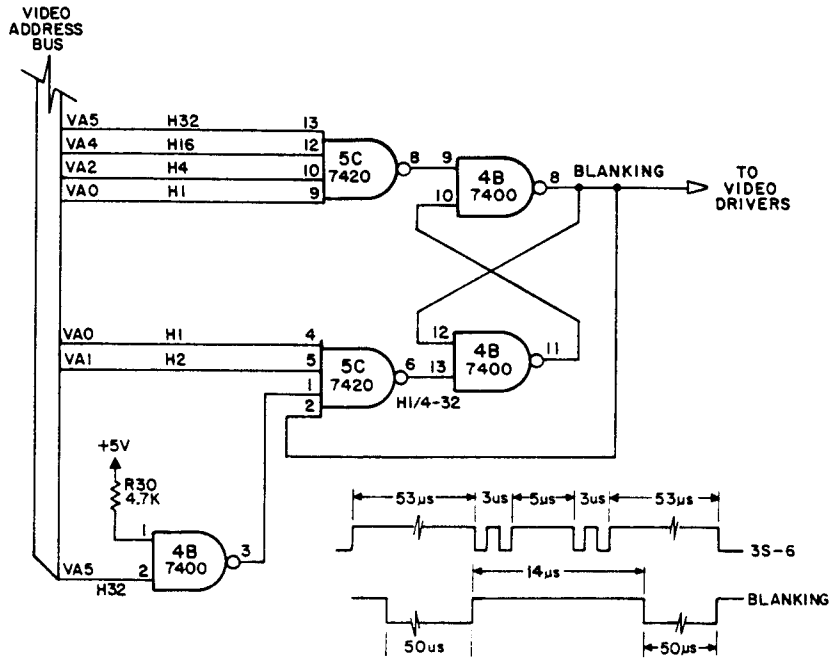 VIDEO
ADDRESS
BUS
VA5 H32 13
VA4 H16 12
VA2 H4 10
VA0 H1 9
5C
7420
8
9
10
4B
7400
8
BLANKING
TO
VIDEO
DRIVERS
VA0 H1 4
VA1 H2 5
1
2
5C
7420
6
H1/4-32
12
13
4B
7400
11
+5V
R30
4.7K
1
2
4B
7400
3
VA5
H32
53µs 3us 5µs 3us 53µs
3S-6
14µs
BLANKING
50us 50µs